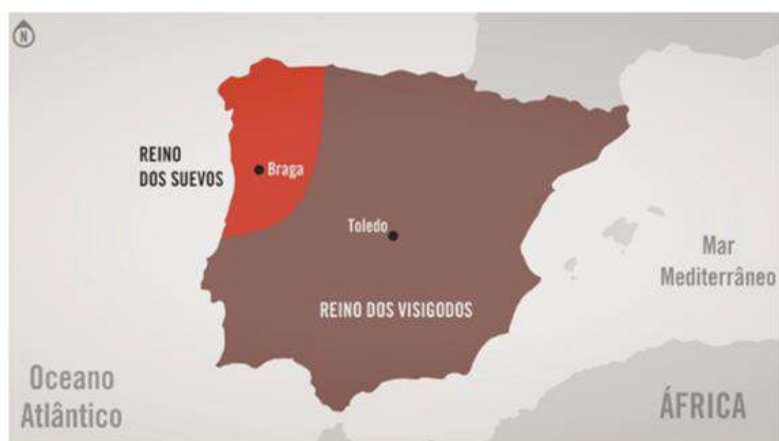 N
REINO
DOS SUEVOS
Braga
Toledo
Mar
Mediterrâneo
REINO DOS VISIGODOS
Oceano
Atlântico
ÁFRICA